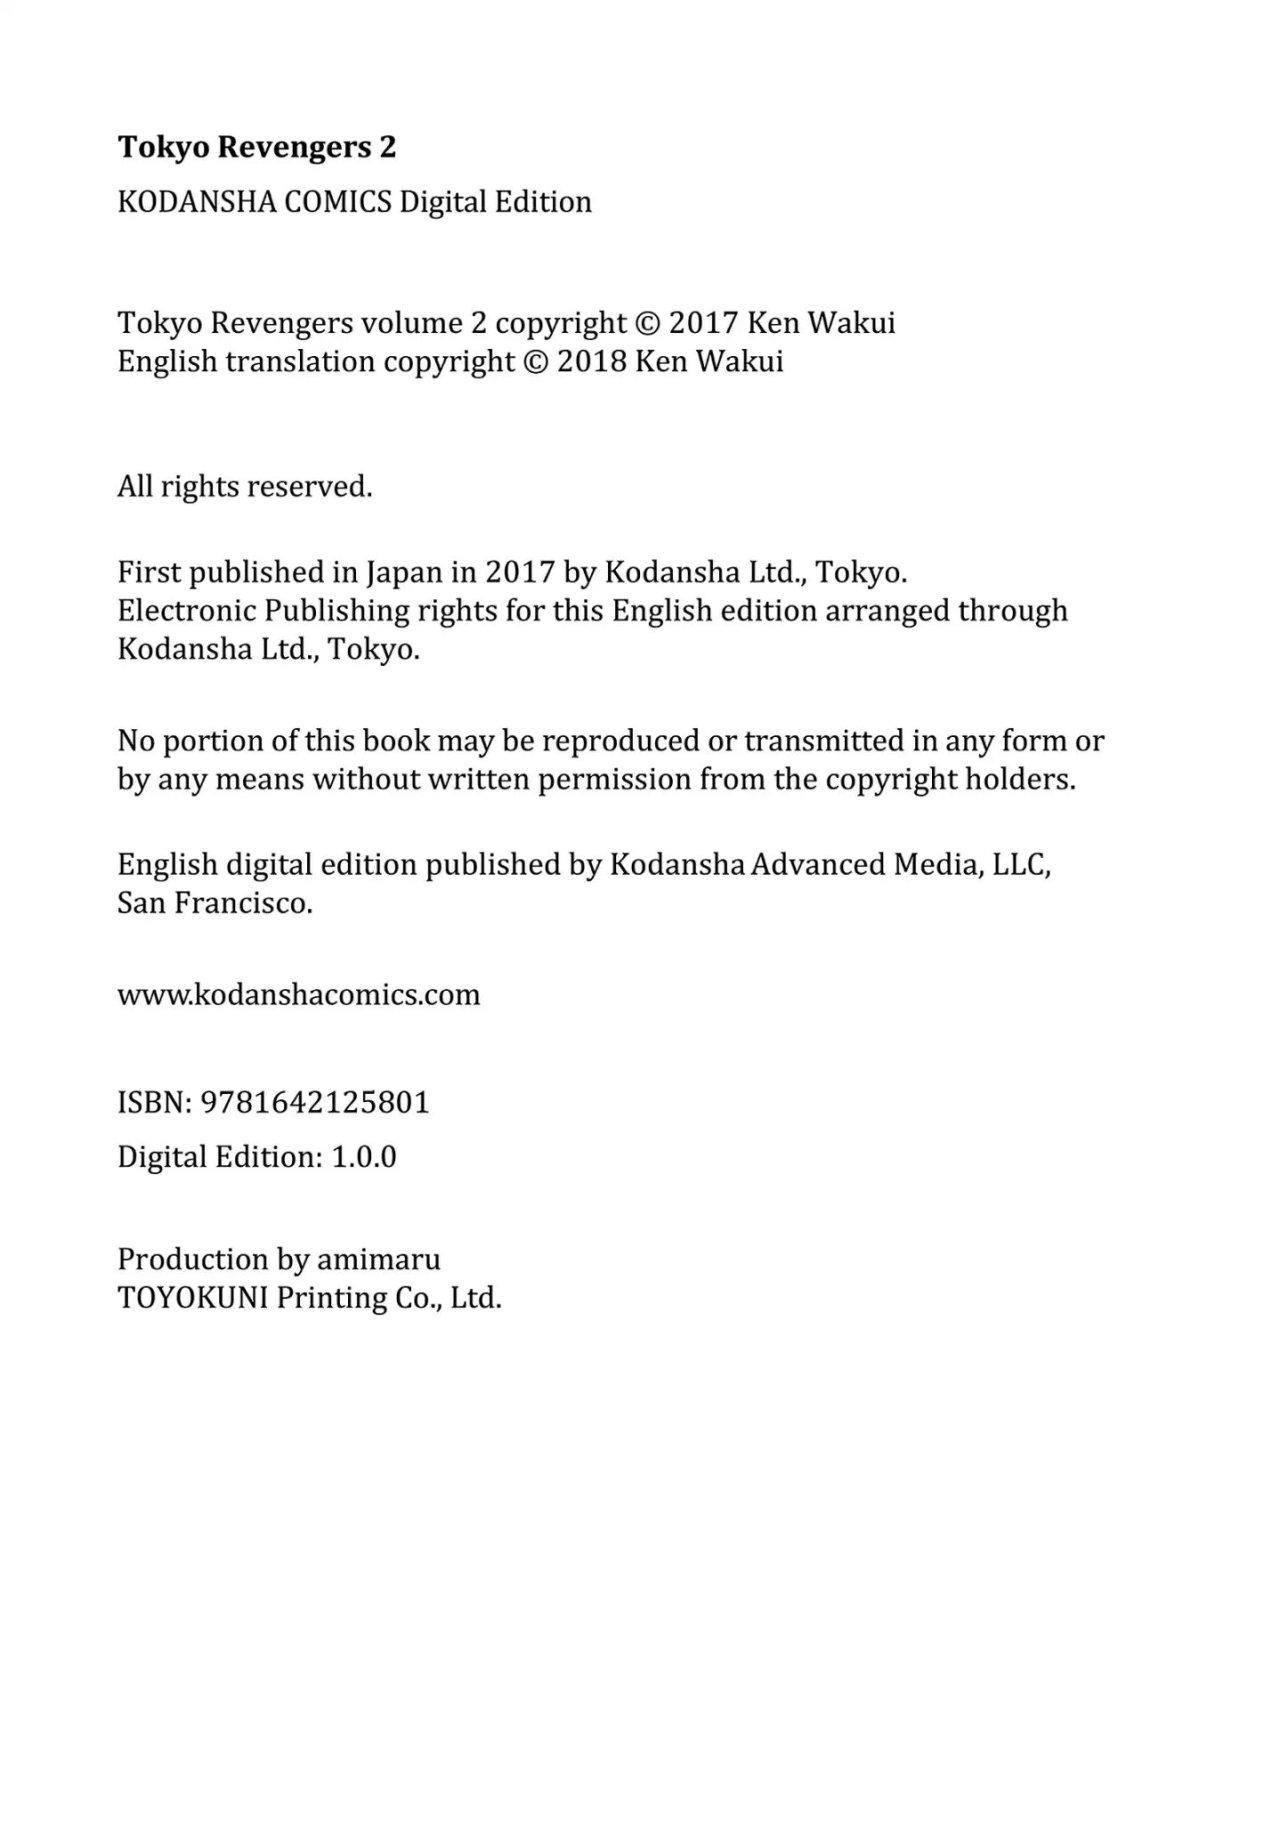 Tokyo Revengers 2
KODANSHA COMICS Digital Edition
Tokyo Revengers volume 2 copyright © 2017 Ken Wakui
English translation copyright © 2018 Ken Wakui
All rights reserved.
First published in Japan in 2017 by Kodansha Ltd., Tokyo.
Electronic Publishing rights for this English edition arranged through
Kodansha Ltd., Tokyo.
No portion of this book may be reproduced or transmitted in any form or
by any means without written permission from the copyright holders.
English digital edition published by Kodansha Advanced Media, LLC,
San Francisco.
www.kodanshacomics.com
ISBN: 9781642125801
Digital Edition: 1.0.0
Production by amimaru
TOYOKUNI Printing Co., Ltd.